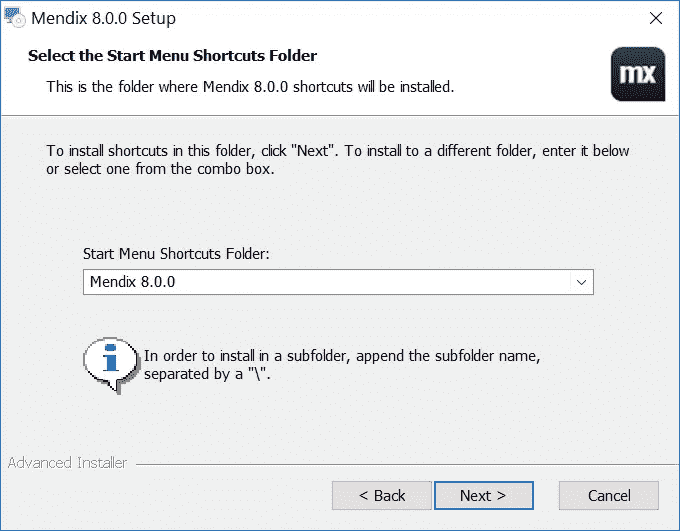 Mendix 8.0.0 Setup
Select the Start Menu Shortcuts Folder
This is the folder where Mendix 8.0.0 shortcuts will be installed.
mx
To install shortcuts in this folder, click "Next". To install to a different folder, enter it below
or select one from the combo box.
Start Menu Shortcuts Folder:
Mendix 8.0.0
In order to install in a subfolder, append the subfolder name,
separated by a "\".
Advanced Installer
< Back Next > Cancel